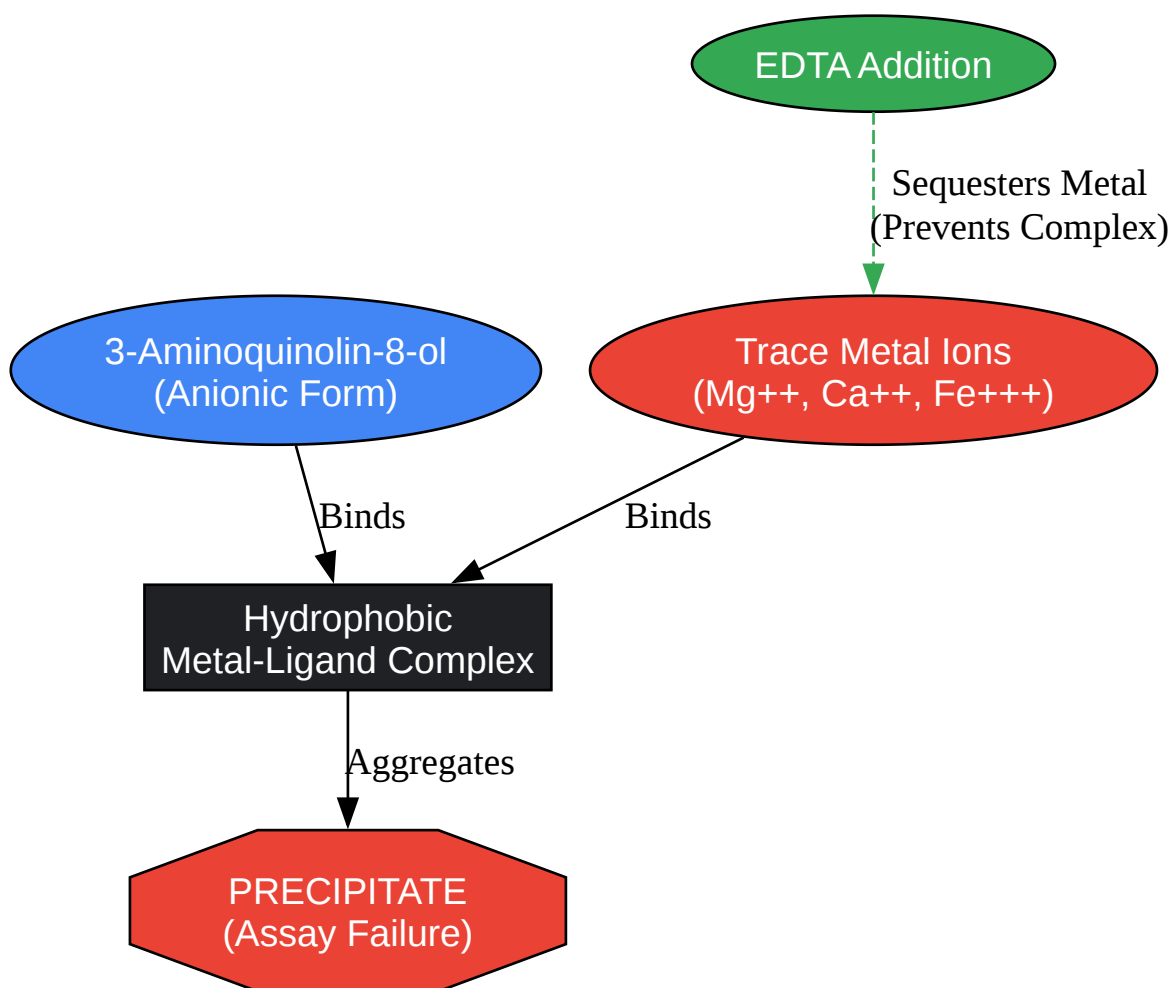 EDTA Addition
Sequesters Metal
(Prevents Complex)
3-Aminoquinolin-8-ol
(Anionic Form)
Trace Metal Ions
(Mg++, Ca++, Fe+++)
Binds
Binds
Hydrophobic
Metal-Ligand Complex
Aggregates
PRECIPITATE
(Assay Failure)